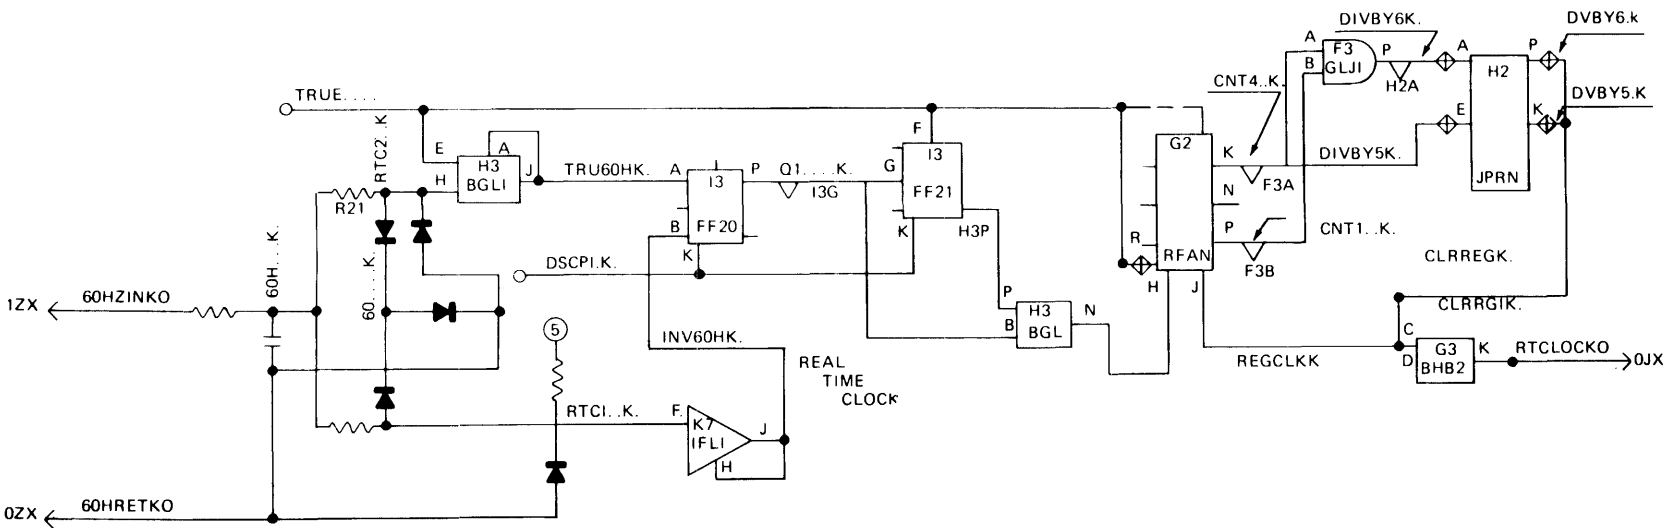 DIVBY6K.
DVBY6.k
A
F3
P
B
GLJI
H2A
A
P
H2
CNT4..K.
DVBY5.K
TRUE....
RTC2..K
E
A
H3
J
H
BGLI
TRU60HK.
A
I3
P
Q1....K.
I3G
F
I3
G
FF21
G2
K
F3A
DIVBY5K.
E
K
JPRN
N
R21
B
FF20
K
K
H3P
R
RFAN
P
F3B
CNT1..K.
60H...K.
60....K.
DSCPI.K.
H
J
CLRREGK.
CLRRGIK.
1ZX
60HZINKO
5
INV60HK.
REAL
TIME
CLOCK
P
H3
N
B
BGL
REGCLKK
C
G3
K
D
BHB2
RTCLOCKO
0JX
RTCI..K.
F.
K7
J
IFLI
H
0ZX
60HRETKO